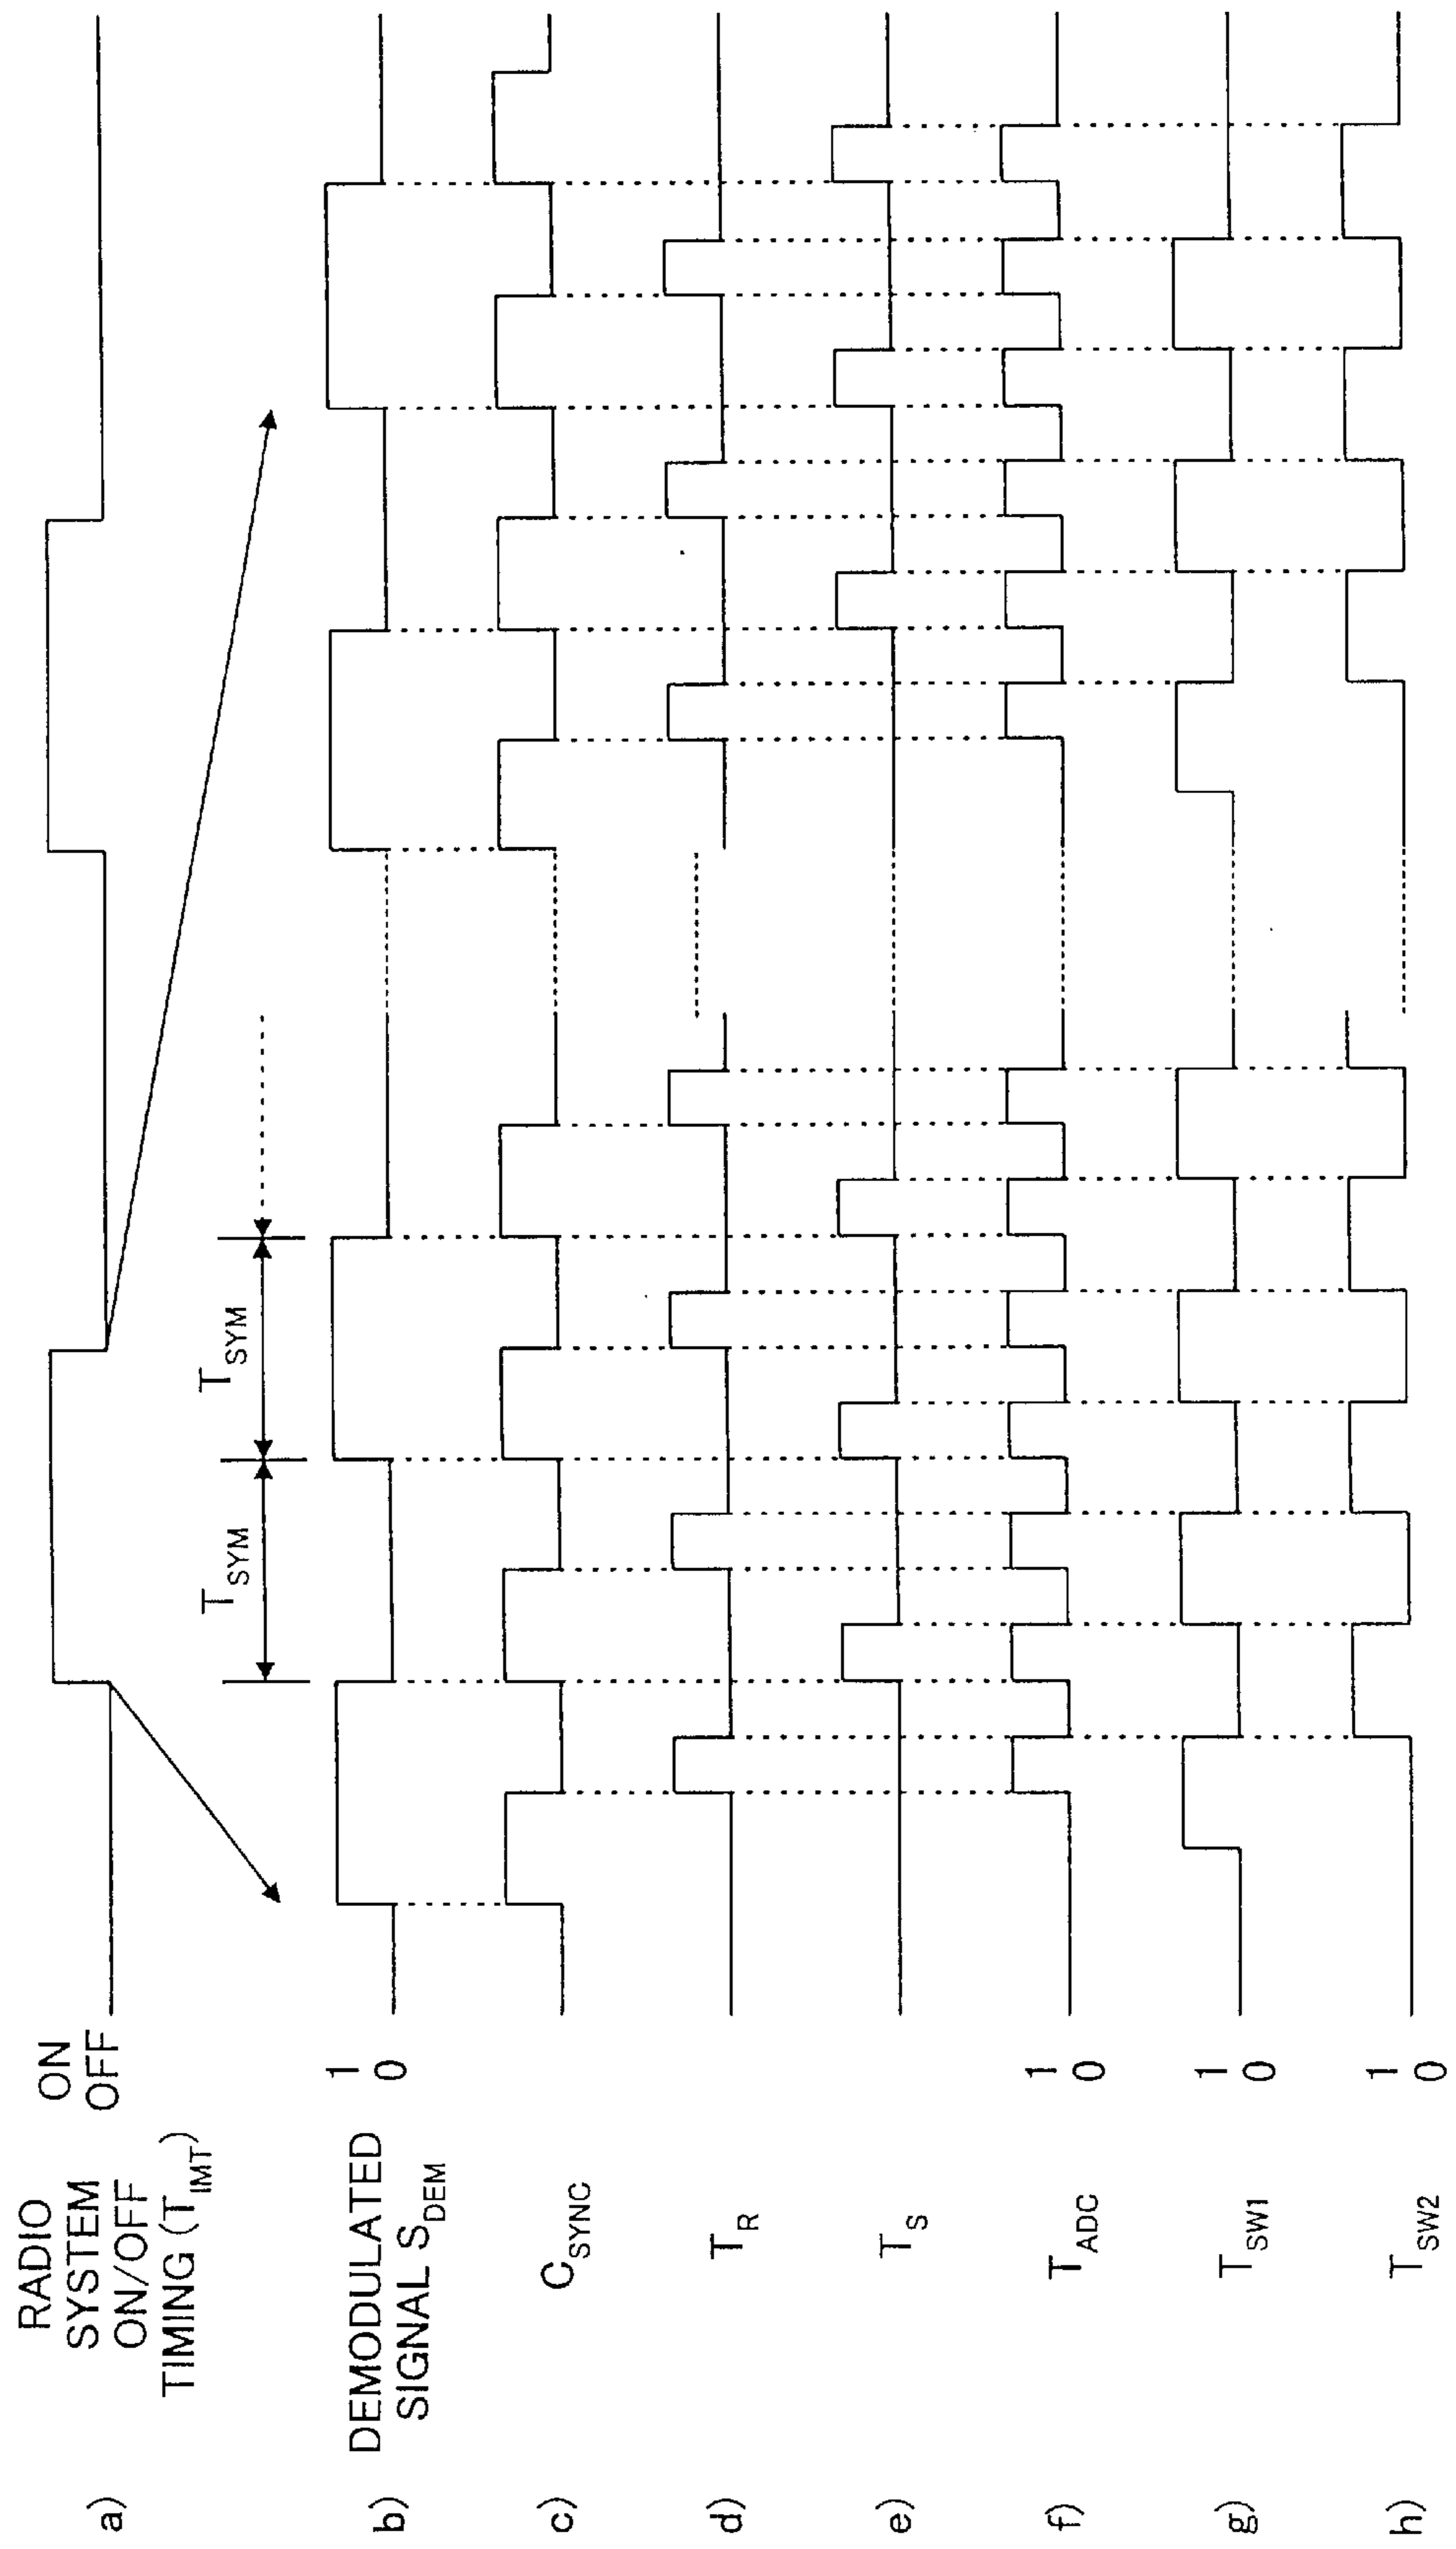 a)
RADIO
SYSTEM
ON/OFF
TIMING (T_IMT)
ON
OFF
T_SYM
T_SYM
b)
DEMODULATED
SIGNAL S_DEM
1
0
c)
C_SYNC
d)
T_R
e)
T_S
f)
T_ADC
1
0
g)
T_SW1
1
0
h)
T_SW2
1
0